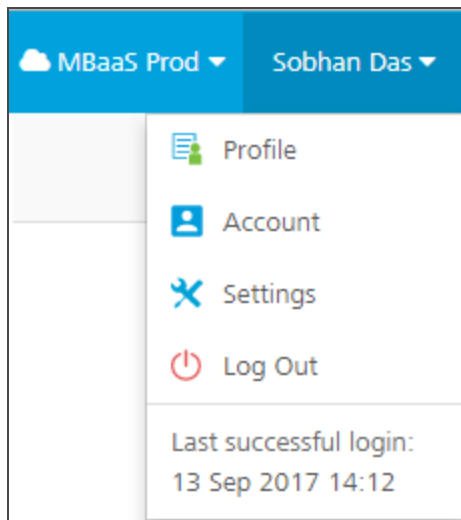 MBaaS Prod Sobhan Das
Profile
Account
Settings
Log Out
Last successful login:
13 Sep 2017 14:12